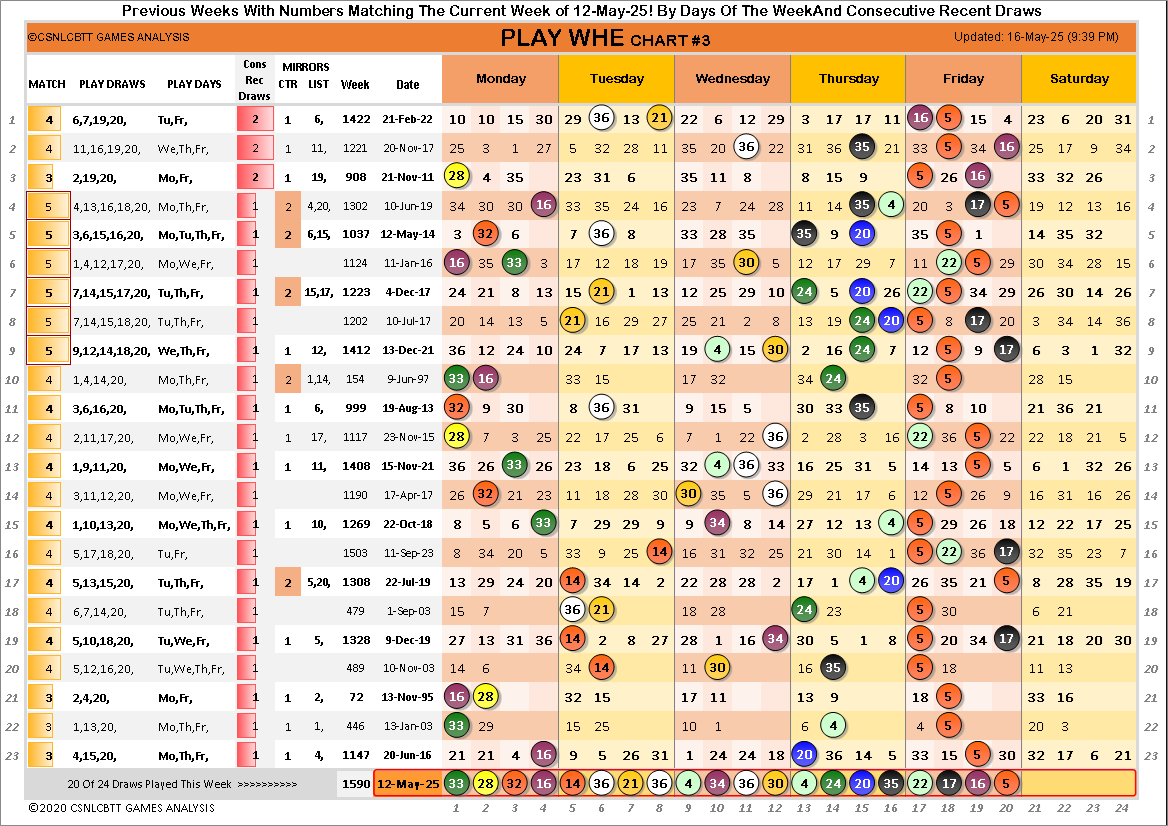 Previous Weeks With Numbers Matching The Current Week of 12-May-25! By Days Of The WeekAnd Consecutive Recent Draws
©CSNLCBTT GAMES ANALYSIS PLAY WHE CHART #3 Updated: 16-May-25 (9:39 PM)
MATCH PLAY DRAWS PLAY DAYS Cons Rec Draws MIRRORS CTR LIST Week Date Monday Tuesday Wednesday Thursday Friday Saturday
1 4 6,7,19,20, Tu,Fr, 2 1 6, 1422 21-Feb-22 10 10 15 30 29 36 13 21 22 6 12 29 3 17 17 11 16 5 15 4 23 6 20 31 1
2 4 11,16,19,20, We,Th,Fr, 2 1 11, 1221 20-Nov-17 25 3 1 27 5 32 28 11 35 20 36 22 31 36 35 28 33 5 34 16 25 17 9 34 2
3 3 2,19,20, Mo,Fr, 2 1 19, 908 21-Nov-11 28 4 35 23 31 6 35 11 8 8 15 9 5 26 16 33 32 26 3
4 5 4,13,16,18,20, Mo,Th,Fr, 1 2 4,20, 1302 10-Jun-19 34 30 30 16 33 35 24 16 23 7 24 28 11 14 35 4 20 3 17 5 19 12 13 16 4
5 5 3,6,15,16,20, Mo,Tu,Th,Fr, 1 2 6,15, 1037 12-May-14 3 32 6 7 36 8 33 28 35 35 9 20 35 5 1 14 35 32 5
6 5 1,4,12,17,20, Mo,We,Fr, 1 1124 11-Jan-16 16 35 33 3 17 12 18 19 17 35 30 5 12 17 29 7 11 22 5 29 30 34 28 15 6
7 5 7,14,15,17,20, Tu,Th,Fr, 1 2 15,17, 1223 4-Dec-17 24 21 8 13 15 21 1 13 12 25 29 10 24 5 20 26 22 5 34 29 26 30 14 26 7
8 5 7,14,15,18,20, Tu,Th,Fr, 1 1202 10-Jul-17 20 14 13 5 21 16 29 27 25 21 2 8 13 19 24 20 5 8 17 20 3 34 14 36 8
9 5 9,12,14,18,20, We,Th,Fr, 1 1 12, 1412 13-Dec-21 36 12 24 10 24 7 17 13 19 4 15 30 2 16 24 7 12 5 9 17 6 3 1 32 9
10 4 1,4,14,20, Mo,Th,Fr, 1 2 1,14, 154 9-Jun-97 33 16 33 15 17 32 34 24 32 5 28 15 10
11 4 3,6,16,20, Mo,Tu,Th,Fr, 1 1 6, 999 19-Aug-13 32 9 30 8 36 31 9 15 5 30 33 35 5 8 10 21 36 21 11
12 4 2,11,17,20, Mo,We,Fr, 1 1 17, 1117 23-Nov-15 28 7 3 25 22 17 25 6 7 1 22 36 2 28 3 16 22 36 5 22 22 18 21 5 12
13 4 1,9,11,20, Mo,We,Fr, 1 1 11, 1408 15-Nov-21 36 26 33 26 23 18 6 25 32 4 36 33 16 25 31 5 14 13 5 5 6 1 32 26 13
14 4 3,11,12,20, Mo,We,Fr, 1 1190 17-Apr-17 26 32 21 23 11 18 28 30 30 35 5 36 29 21 17 6 12 5 26 9 16 31 16 26 14
15 4 1,10,13,20, Mo,We,Th,Fr, 1 1 10, 1269 22-Oct-18 8 5 6 33 7 29 29 9 9 34 8 14 27 12 13 4 5 29 26 18 12 22 17 25 15
16 4 5,17,18,20, Tu,Fr, 1 1503 11-Sep-23 8 34 20 5 33 9 25 14 16 31 32 25 21 30 14 1 5 22 36 17 32 35 23 7 16
17 4 5,13,15,20, Tu,Th,Fr, 1 2 5,20, 1308 22-Jul-19 13 29 24 20 14 34 14 2 22 28 28 2 17 1 4 20 26 35 21 5 8 28 35 19 17
18 4 6,7,14,20, Tu,Th,Fr, 1 479 1-Sep-03 15 7 36 21 18 28 24 23 5 30 6 21 18
19 4 5,10,18,20, Tu,We,Fr, 1 1 5, 1328 9-Dec-19 27 13 31 36 14 2 8 27 28 1 16 34 30 5 1 8 5 20 34 17 21 18 20 30 19
20 4 5,12,16,20, Tu,We,Th,Fr, 1 489 10-Nov-03 14 6 34 14 11 30 16 35 5 18 11 13 20
21 3 2,4,20, Mo,Fr, 1 1 2, 72 13-Nov-95 16 28 32 15 17 11 13 9 18 5 33 16 21
22 3 1,13,20, Mo,Th,Fr, 1 1 1, 446 13-Jan-03 33 29 15 25 10 1 6 4 4 5 20 3 22
23 3 4,15,20, Mo,Th,Fr, 1 1 4, 1147 20-Jun-16 21 21 4 16 9 5 26 31 1 24 24 18 20 36 14 5 33 15 5 30 32 17 6 21 23
20 Of 24 Draws Played This Week >>>>>>>>>> 1590 12-May-25 33 28 32 16 14 36 21 36 4 34 36 30 4 24 20 35 22 17 16 5
©2020 CSNLCBTT GAMES ANALYSIS 1 2 3 4 5 6 7 8 9 10 11 12 13 14 15 16 17 18 19 20 21 22 23 24